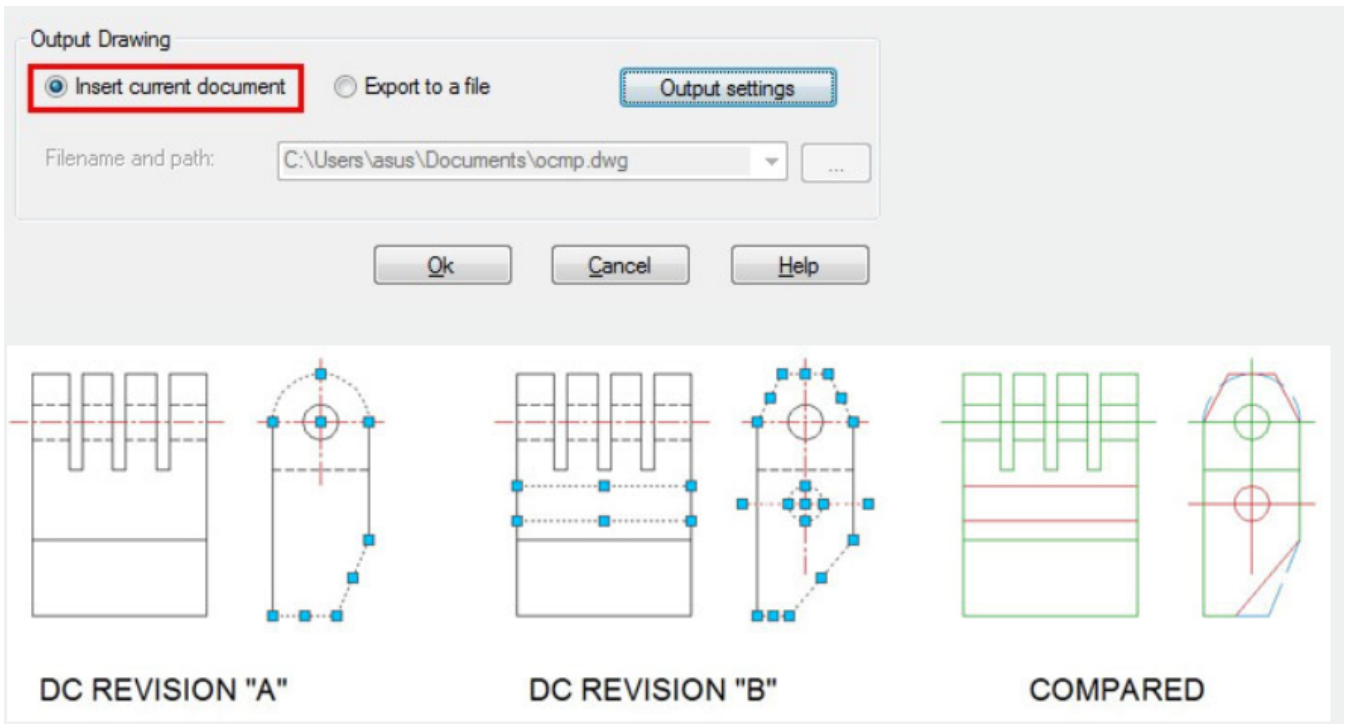 Output Drawing
Insert current document Export to a file Output settings
Filename and path: C:\Users\asus\Documents\ocmp.dwg ...
Ok Cancel Help
DC REVISION "A" DC REVISION "B" COMPARED